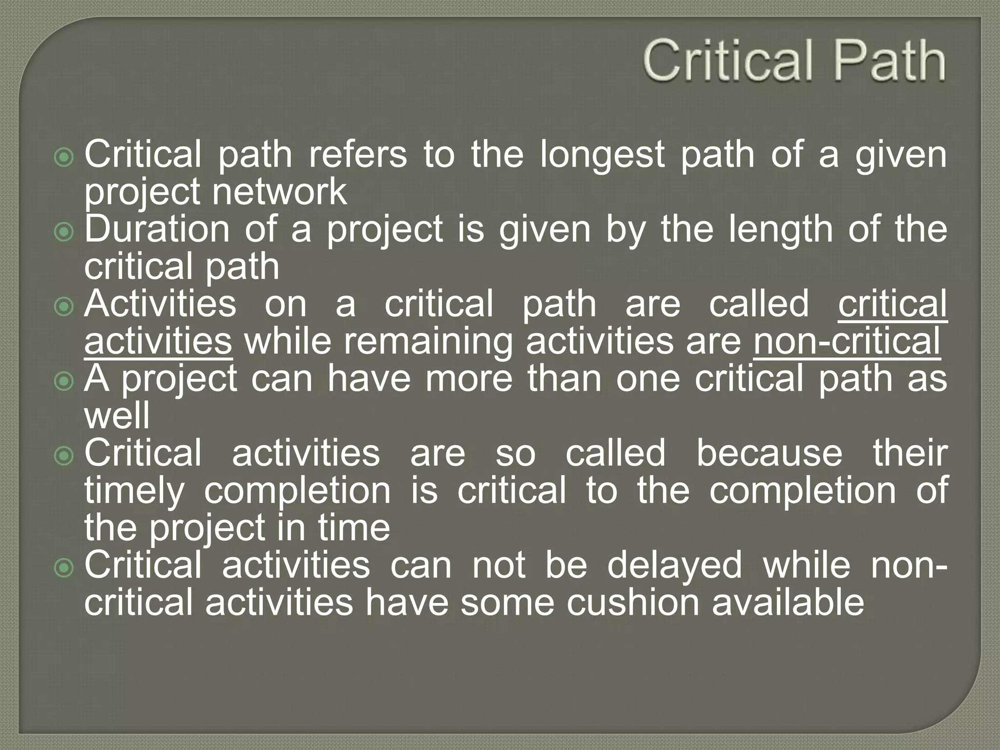 Critical Path
Critical path refers to the longest path of a given
project network
Duration of a project is given by the length of the
critical path
Activities on a critical path are called critical
activities while remaining activities are non-critical
A project can have more than one critical path as
well
Critical activities are so called because their
timely completion is critical to the completion of
the project in time
Critical activities can not be delayed while non-
critical activities have some cushion available